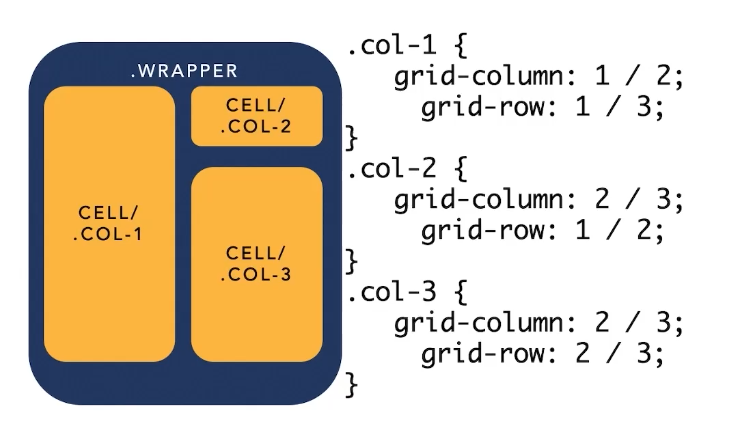 .WRAPPER
CELL/
.COL-1
CELL/
.COL-2
CELL/
.COL-3
.col-1 {
grid-column: 1 / 2;
grid-row: 1 / 3;
}
.col-2 {
grid-column: 2 / 3;
grid-row: 1 / 2;
}
.col-3 {
grid-column: 2 / 3;
grid-row: 2 / 3;
}